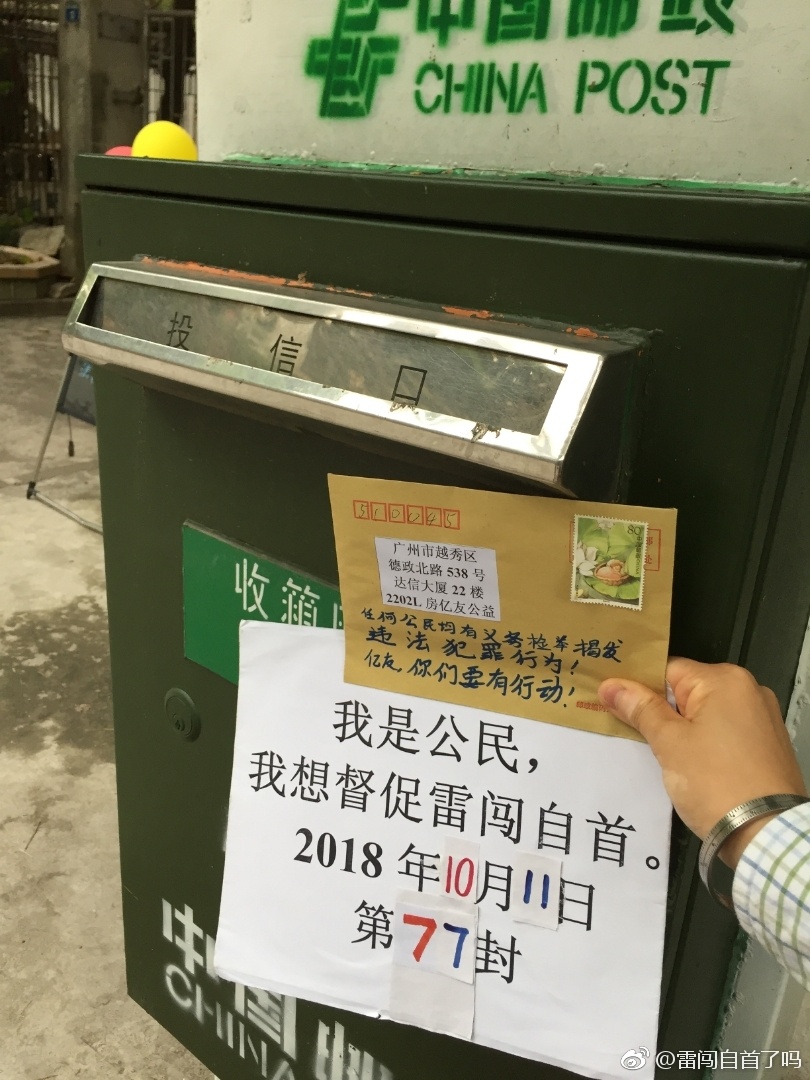 中国邮政
CHINA POST
投信口
510045
80
广州市越秀区
德政北路 538 号
达信大厦 22 楼
2202L 房亿友公益
任何公民均有义务检举揭发
违法犯罪行为！
亿友，你们要有行动！
收箱
我是公民，
我想督促雷闯自首。
2018 年10月11日
第77封
中国邮
CHINA
@雷闯自首了吗